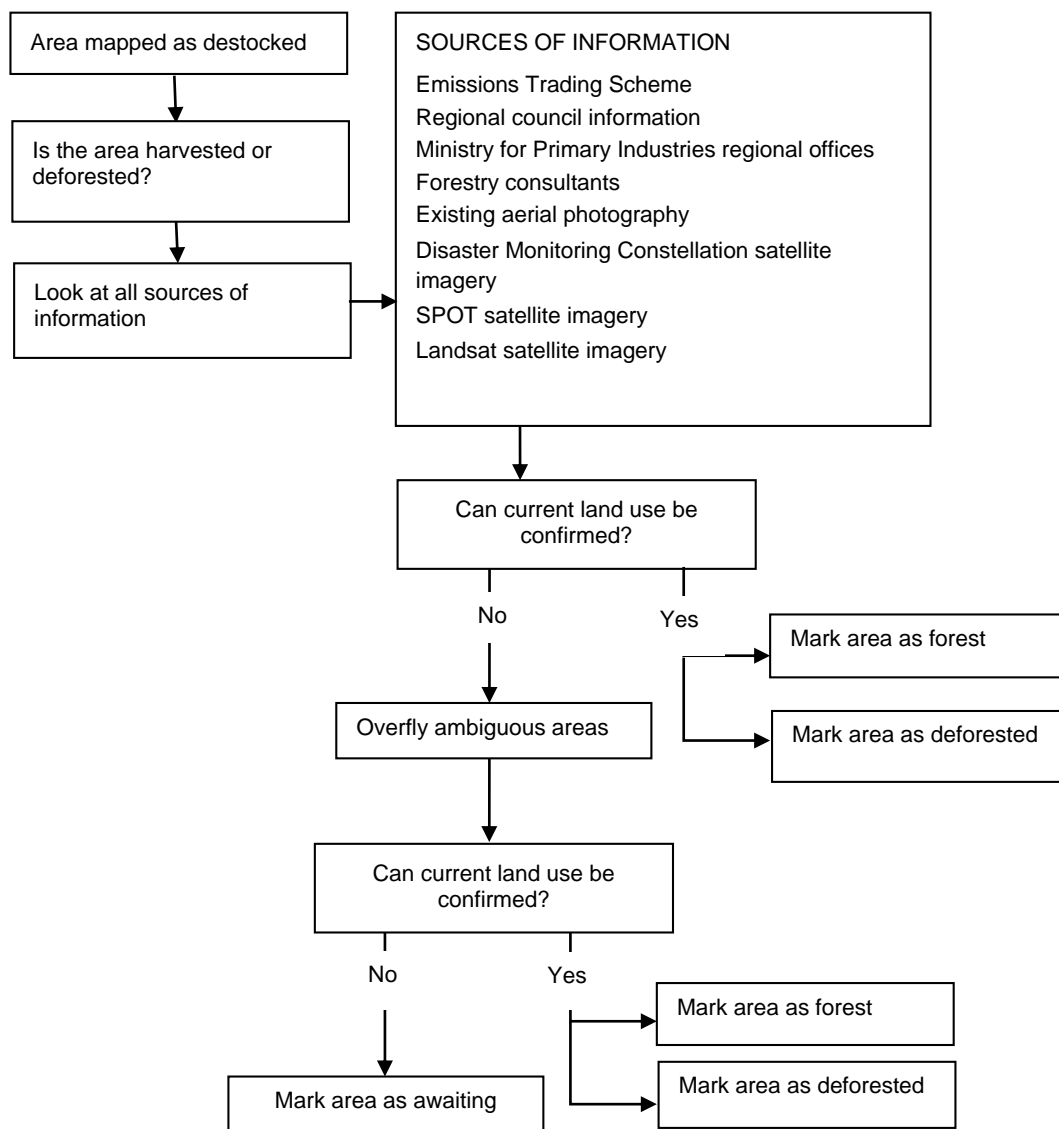 Area mapped as destocked
Is the area harvested or
deforested?
Look at all sources of
information
SOURCES OF INFORMATION
Emissions Trading Scheme
Regional council information
Ministry for Primary Industries regional offices
Forestry consultants
Existing aerial photography
Disaster Monitoring Constellation satellite
imagery
SPOT satellite imagery
Landsat satellite imagery
Can current land use be
confirmed?
No
Yes
Mark area as forest
Mark area as deforested
Overfly ambiguous areas
Can current land use be
confirmed?
No
Yes
Mark area as forest
Mark area as deforested
Mark area as awaiting